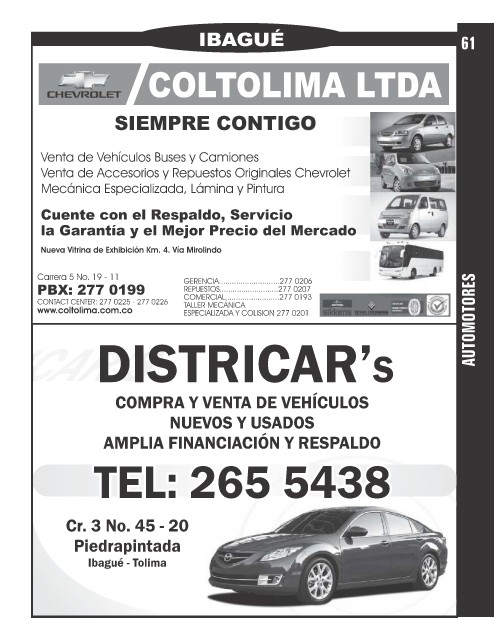 IBAGUÉ
61
CHEVROLET
COLTOLIMA LTDA
SIEMPRE CONTIGO
Venta de Vehículos Buses y Camiones
Venta de Accesorios y Repuestos Originales Chevrolet
Mecánica Especializada, Lámina y Pintura
Cuente con el Respaldo, Servicio
la Garantía y el Mejor Precio del Mercado
Nueva Vitrina de Exhibición Km. 4. Vía Mirolindo
Carrera 5 No. 19 - 11
PBX: 277 0199
CONTACT CENTER: 277 0225 - 277 0226
www.coltolima.com.co
GERENCIA............................277 0206
REPUESTOS..........................277 0207
COMERCIAL.........................277 0193
TALLER MECÁNICA
ESPECIALIZADA Y COLISION 277 0201
AUTOMOTORES
DISTRICAR's
COMPRA Y VENTA DE VEHÍCULOS
NUEVOS Y USADOS
AMPLIA FINANCIACIÓN Y RESPALDO
TEL: 265 5438
Cr. 3 No. 45 - 20
Piedrapintada
Ibagué - Tolima